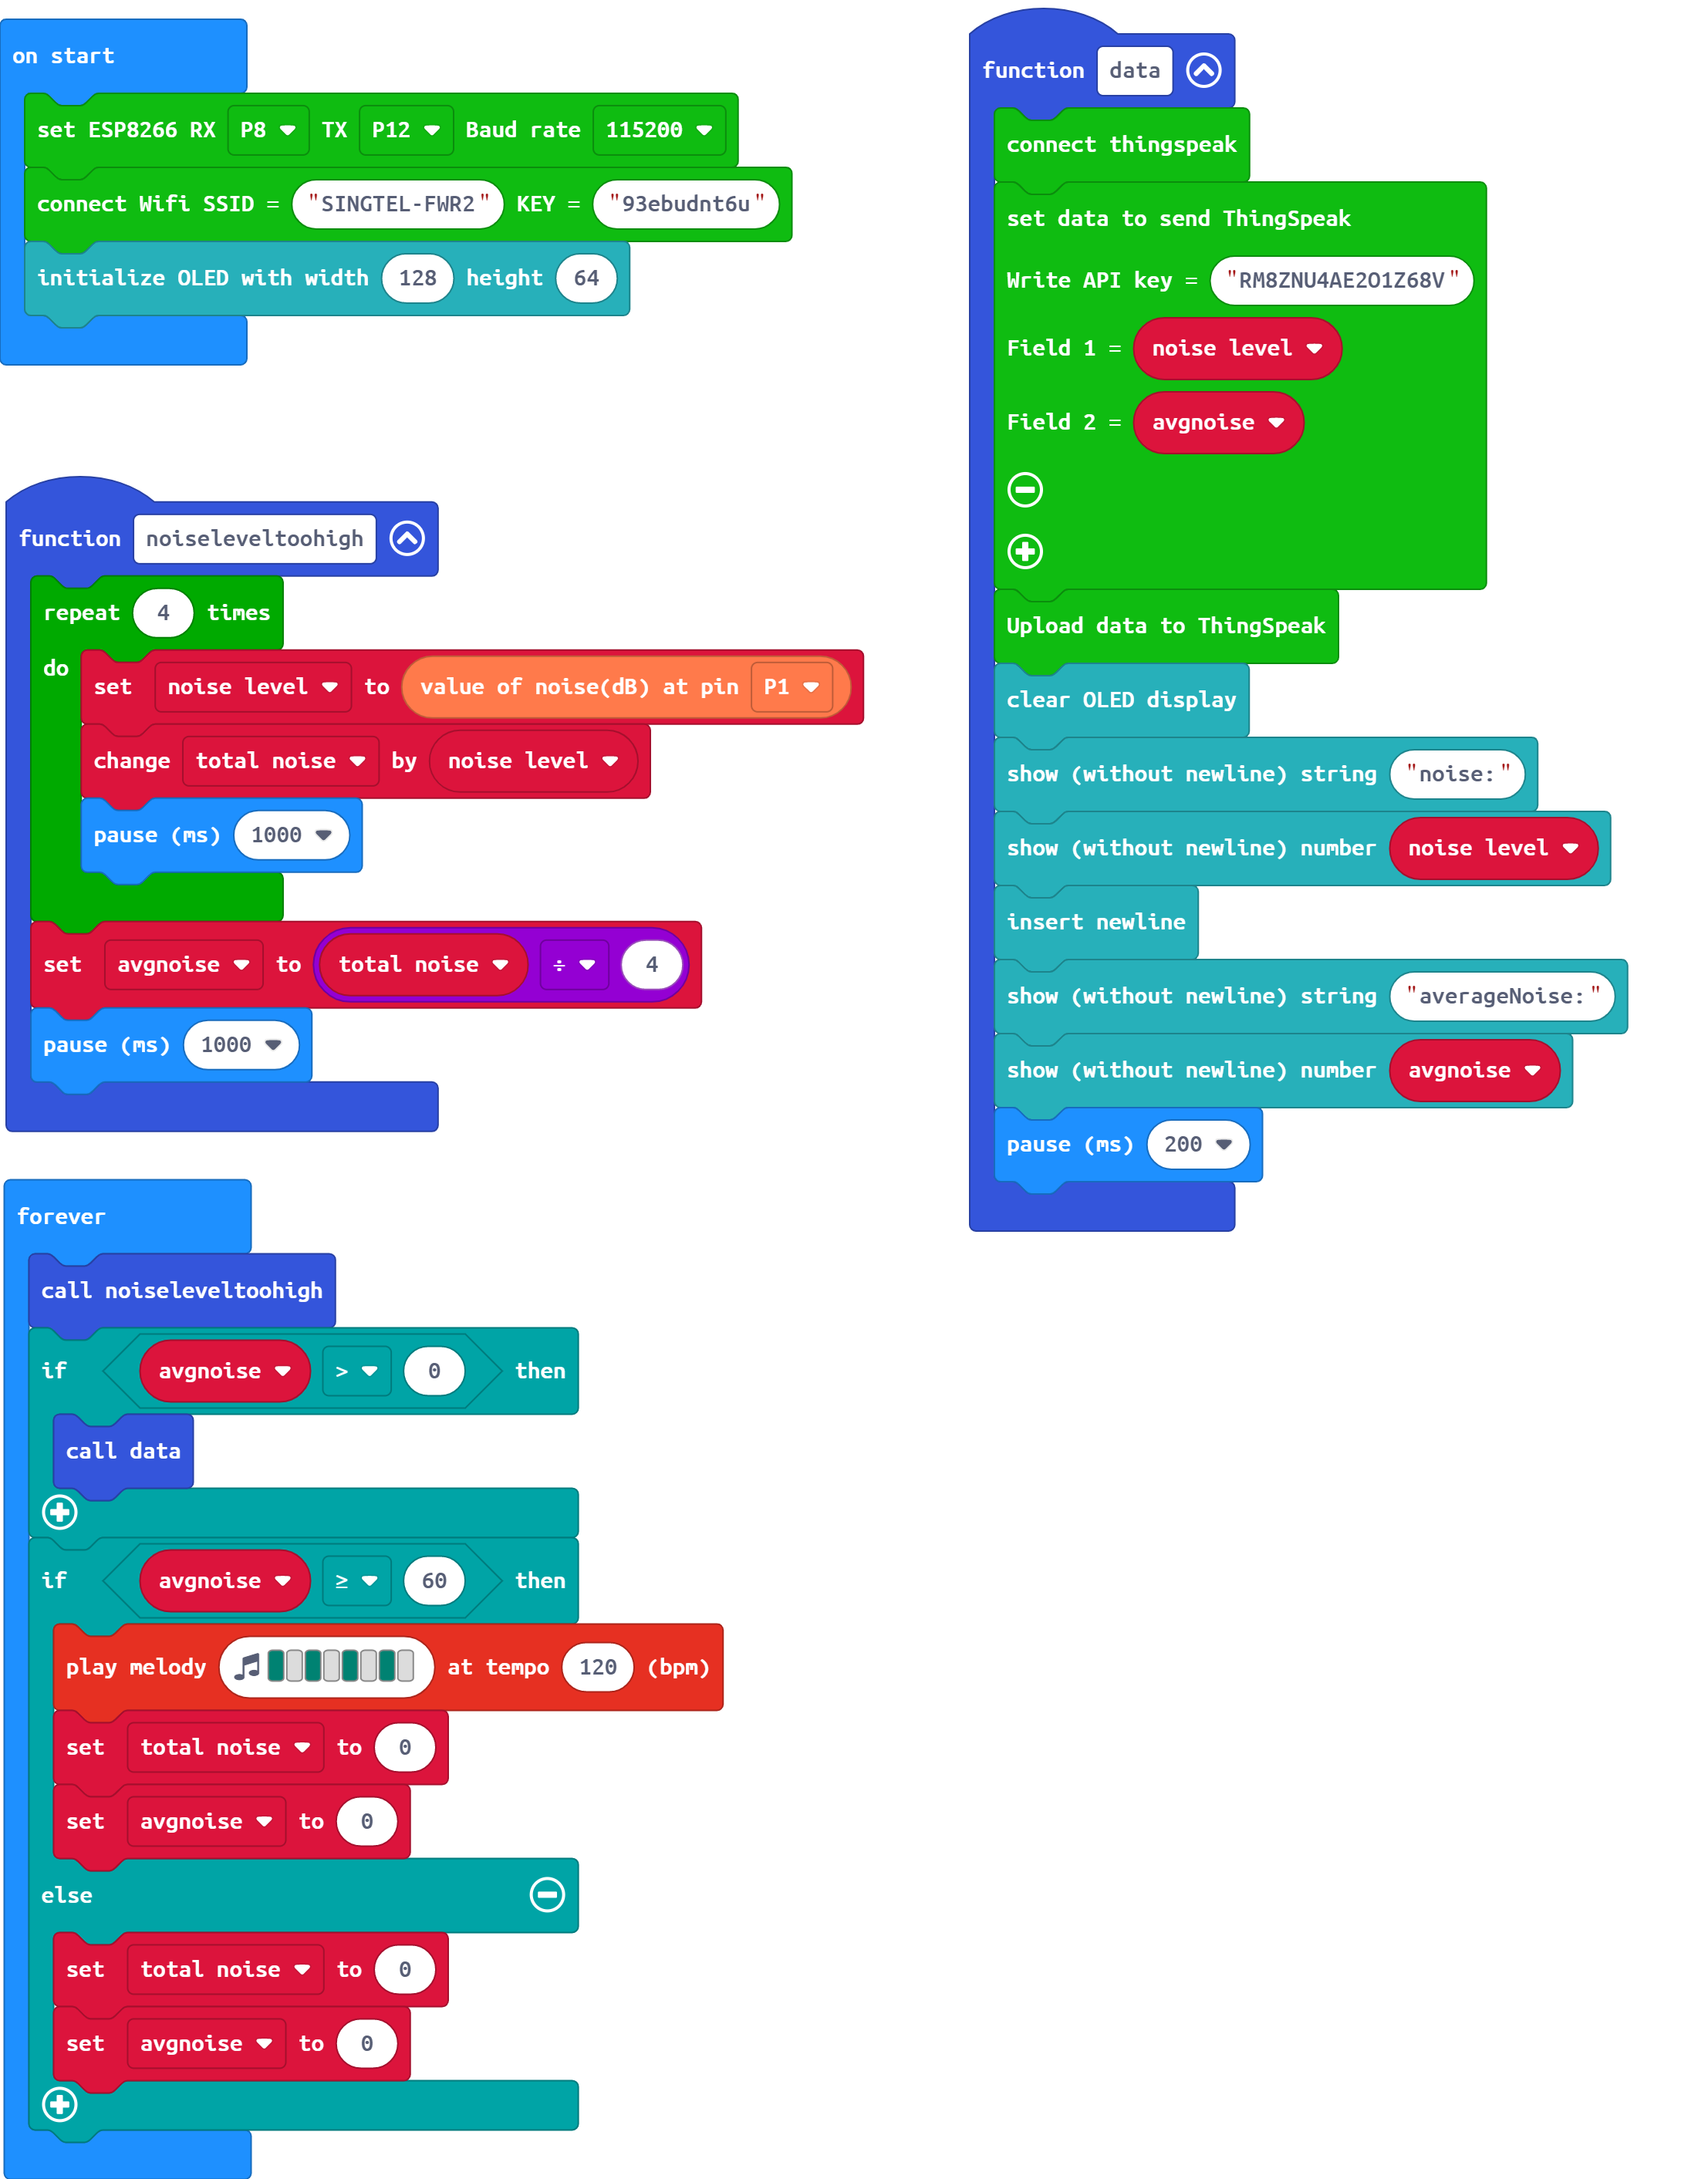 on start
set ESP8266 RX P8 TX P12 Baud rate 115200
connect Wifi SSID = "SINGTEL-FWR2" KEY = "93ebudnt6u"
initialize OLED with width 128 height 64
function noiseleveltoohigh
repeat 4 times
do
set noise level to value of noise(dB) at pin P1
change total noise by noise level
pause (ms) 1000
set avgnoise to total noise ÷ 4
pause (ms) 1000
forever
call noiseleveltoohigh
if avgnoise > 0 then
call data
if avgnoise ≥ 60 then
play melody at tempo 120 (bpm)
set total noise to 0
set avgnoise to 0
else
set total noise to 0
set avgnoise to 0
function data
connect thingspeak
set data to send ThingSpeak
Write API key = "RM8ZNU4AE2O1Z68V"
Field 1 = noise level
Field 2 = avgnoise
Upload data to ThingSpeak
clear OLED display
show (without newline) string "noise:"
show (without newline) number noise level
insert newline
show (without newline) string "averageNoise:"
show (without newline) number avgnoise
pause (ms) 200